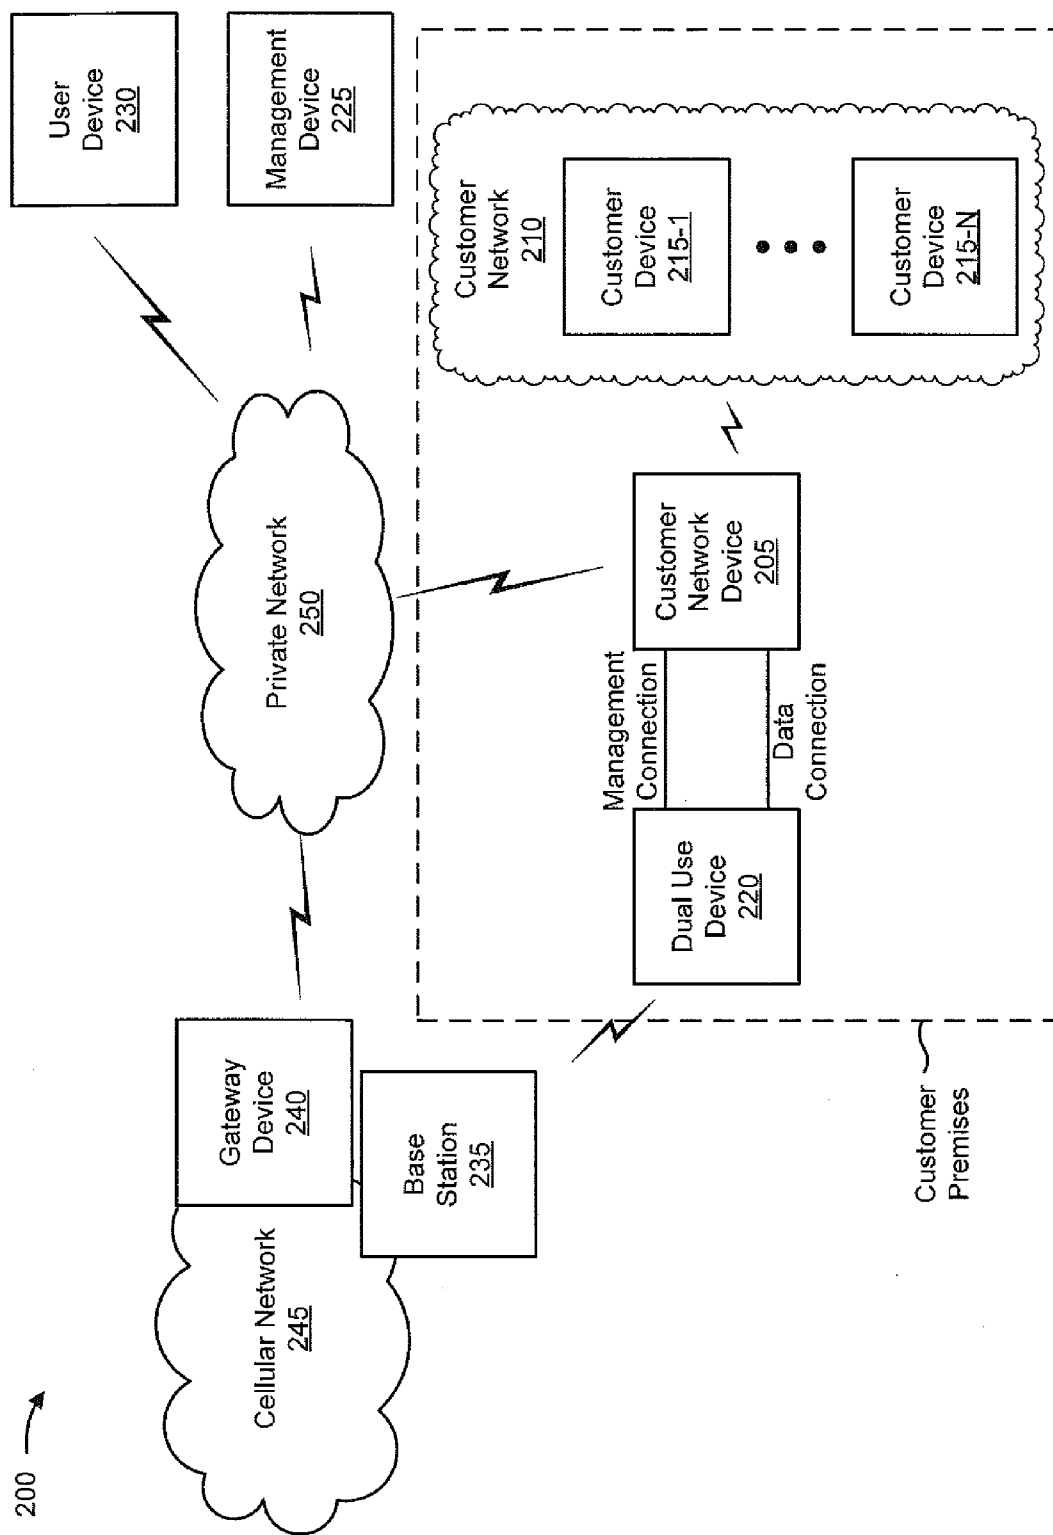 200
Cellular Network
245
Gateway
Device
240
Base
Station
235
Private Network
250
User
Device
230
Management
Device
225
Customer
Premises
Dual Use
Device
220
Management
Connection
Data
Connection
Customer
Network
Device
205
Customer
Network
210
Customer
Device
215-1
Customer
Device
215-N